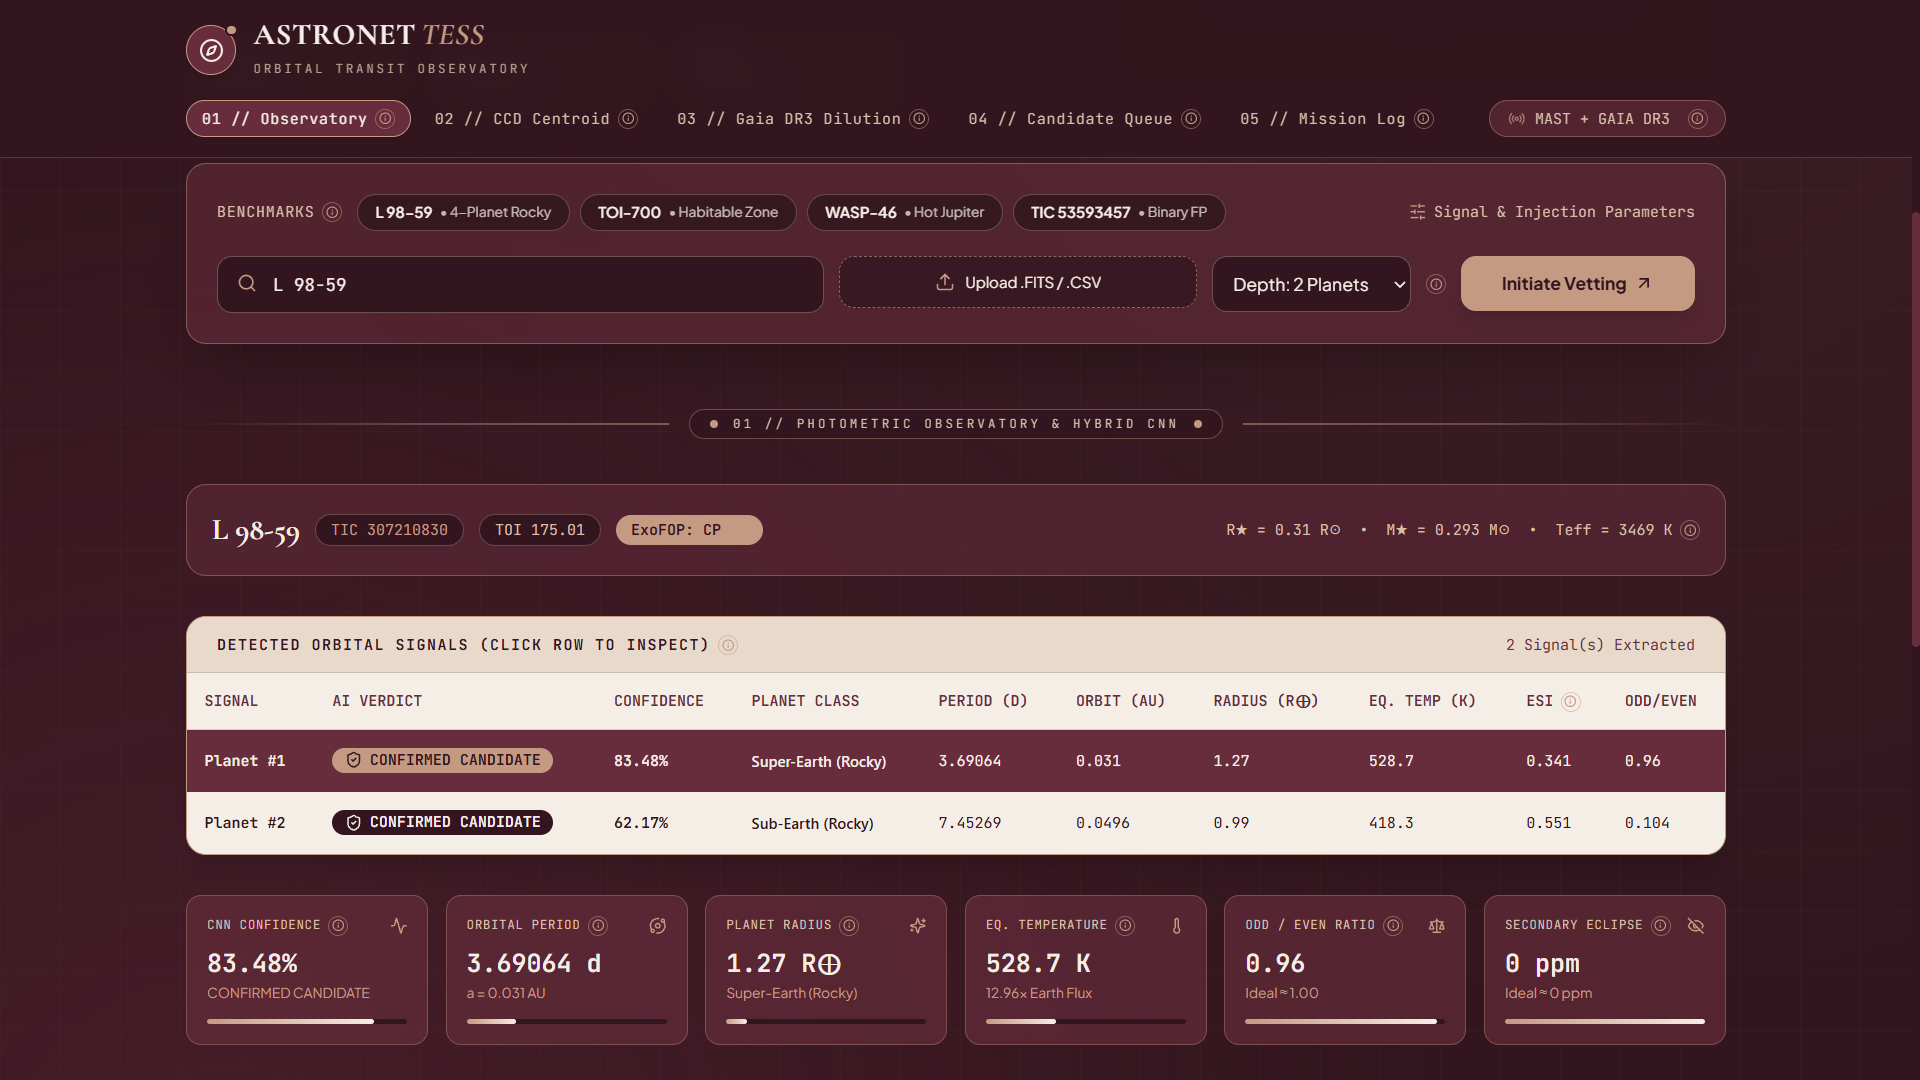 ASTRONET TESS
ORBITAL TRANSIT OBSERVATORY
01 // Observatory
02 // CCD Centroid
03 // Gaia DR3 Dilution
04 // Candidate Queue
05 // Mission Log
MAST + GAIA DR3
BENCHMARKS
L 98-59 • 4-Planet Rocky
TOI-700 • Habitable Zone
WASP-46 • Hot Jupiter
TIC 53593457 • Binary FP
Signal & Injection Parameters
L 98-59
Upload .FITS / .CSV
Depth: 2 Planets
Initiate Vetting
01 // PHOTOMETRIC OBSERVATORY & HYBRID CNN
L 98-59
TIC 307210830
TOI 175.01
ExoFOP: CP
R★ = 0.31 R⊙ • M★ = 0.293 M⊙ • Teff = 3469 K
DETECTED ORBITAL SIGNALS (CLICK ROW TO INSPECT)
2 Signal(s) Extracted
SIGNAL AI VERDICT CONFIDENCE PLANET CLASS PERIOD (D) ORBIT (AU) RADIUS (R⊕) EQ. TEMP (K) ESI ODD/EVEN
Planet #1 CONFIRMED CANDIDATE 83.48% Super-Earth (Rocky) 3.69064 0.031 1.27 528.7 0.341 0.96
Planet #2 CONFIRMED CANDIDATE 62.17% Sub-Earth (Rocky) 7.45269 0.0496 0.99 418.3 0.551 0.104
CNN CONFIDENCE
83.48%
CONFIRMED CANDIDATE
ORBITAL PERIOD
3.69064 d
a = 0.031 AU
PLANET RADIUS
1.27 R⊕
Super-Earth (Rocky)
EQ. TEMPERATURE
528.7 K
12.96× Earth Flux
ODD / EVEN RATIO
0.96
Ideal ≈ 1.00
SECONDARY ECLIPSE
0 ppm
Ideal ≈ 0 ppm